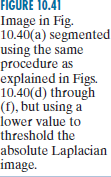 FIGURE 10.41
Image in Fig.
10.40(a) segmented
using the same
procedure as
explained in Figs.
10.40(d) through
(f), but using a
lower value to
threshold the
absolute Laplacian
image.